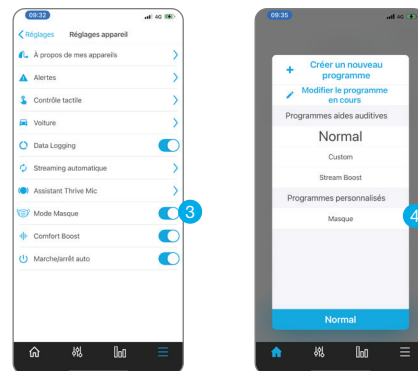 09:32
4G
Réglages
Réglages appareil
À propos de mes appareils
Alertes
Contrôle tactile
Voiture
Data Logging
Streaming automatique
Assistant Thrive Mic
Mode Masque
3
Comfort Boost
Marche/arrêt auto
09:35
4G
Créer un nouveau
programme
Modifier le programme
en cours
Programmes aides auditives
Normal
Custom
Stream Boost
Programmes personnalisés
Masque
4
Normal